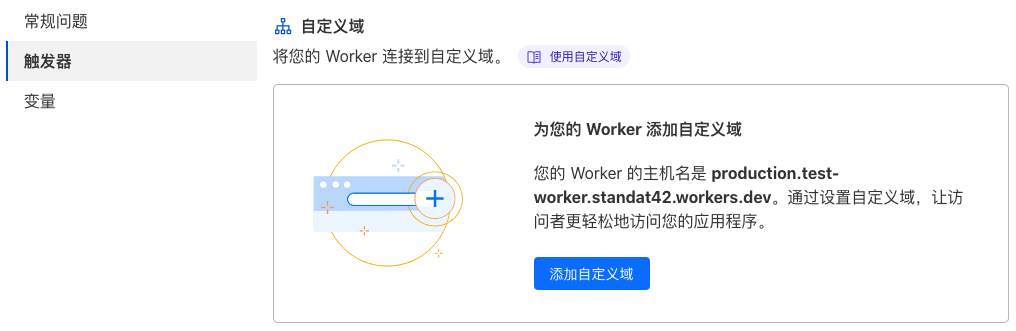 常规问题
触发器
变量
自定义域
将您的 Worker 连接到自定义域。 使用自定义域
为您的 Worker 添加自定义域
您的 Worker 的主机名是 production.test-
worker.standat42.workers.dev。通过设置自定义域，让访
问者更轻松地访问您的应用程序。
添加自定义域